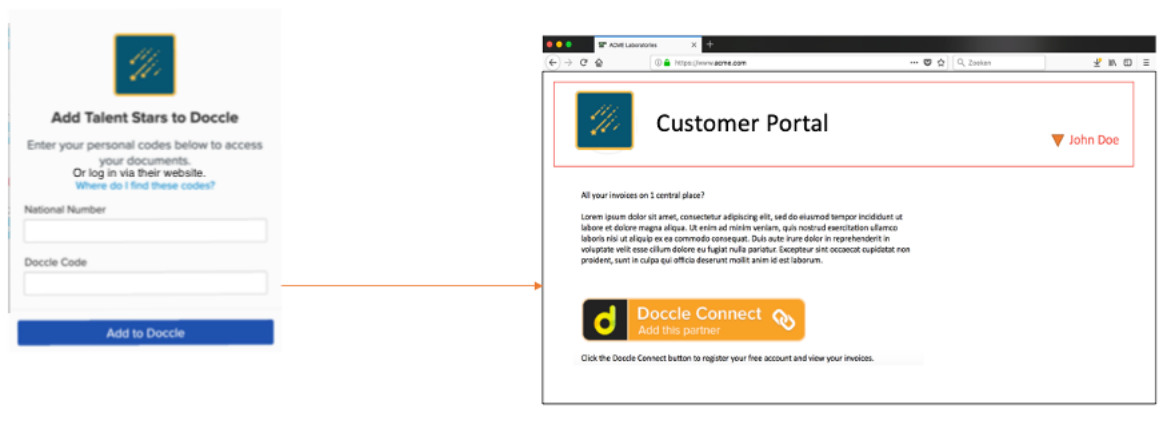 Add Talent Stars to Doccle
Enter your personal codes below to access
your documents.
Or log in via their website.
Where do I find these codes?
National Number
Doccle Code
Add to Doccle
ACME Laboratories
https://www.acme.com
Zoeken
Customer Portal
John Doe
All your invoices on 1 central place?
Lorem ipsum dolor sit amet, consectetur adipiscing elit, sed do eiusmod tempor incididunt ut
labore et dolore magna aliqua. Ut enim ad minim veniam, quis nostrud exercitation ullamco
laboris nisi ut aliquip ex ea commodo consequat. Duis aute irure dolor in reprehenderit in
voluptate velit esse cillum dolore eu fugiat nulla pariatur. Excepteur sint occaecat cupidatat non
proident, sunt in culpa qui officia deserunt mollit anim id est laborum.
d Doccle Connect
Add this partner
Click the Doccle Connect button to register your free account and view your invoices.